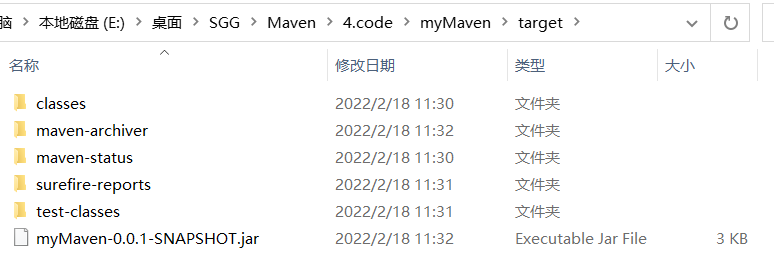 脑 > 本地磁盘 (E:) > 桌面 > SGG > Maven > 4.code > myMaven > target >
名称 修改日期 类型 大小
classes 2022/2/18 11:30 文件夹
maven-archiver 2022/2/18 11:32 文件夹
maven-status 2022/2/18 11:30 文件夹
surefire-reports 2022/2/18 11:31 文件夹
test-classes 2022/2/18 11:31 文件夹
myMaven-0.0.1-SNAPSHOT.jar 2022/2/18 11:32 Executable Jar File 3 KB